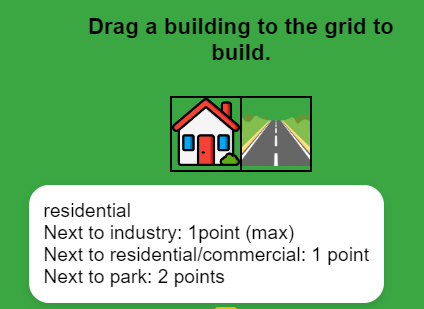 Drag a building to the grid to
build.
residential
Next to industry: 1point (max)
Next to residential/commercial: 1 point
Next to park: 2 points